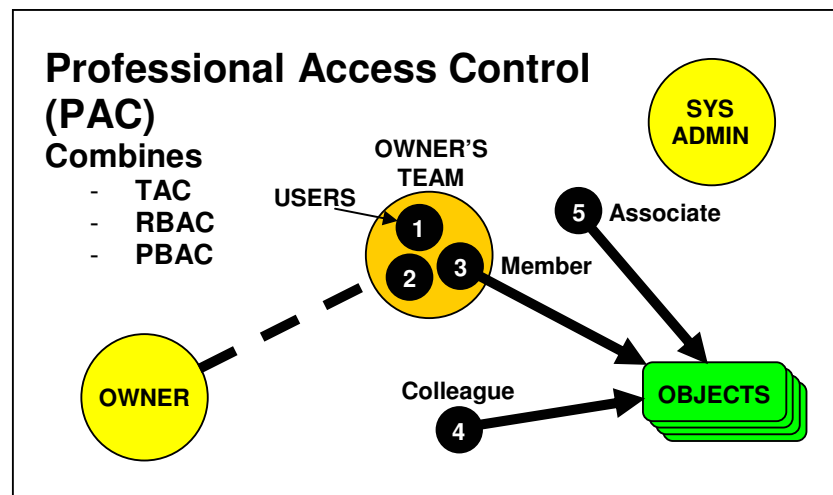 Professional Access Control
(PAC)
Combines
- TAC
- RBAC
- PBAC
SYS
ADMIN
OWNER'S
TEAM
USERS
1
2
3
Member
5
Associate
OWNER
Colleague
4
OBJECTS